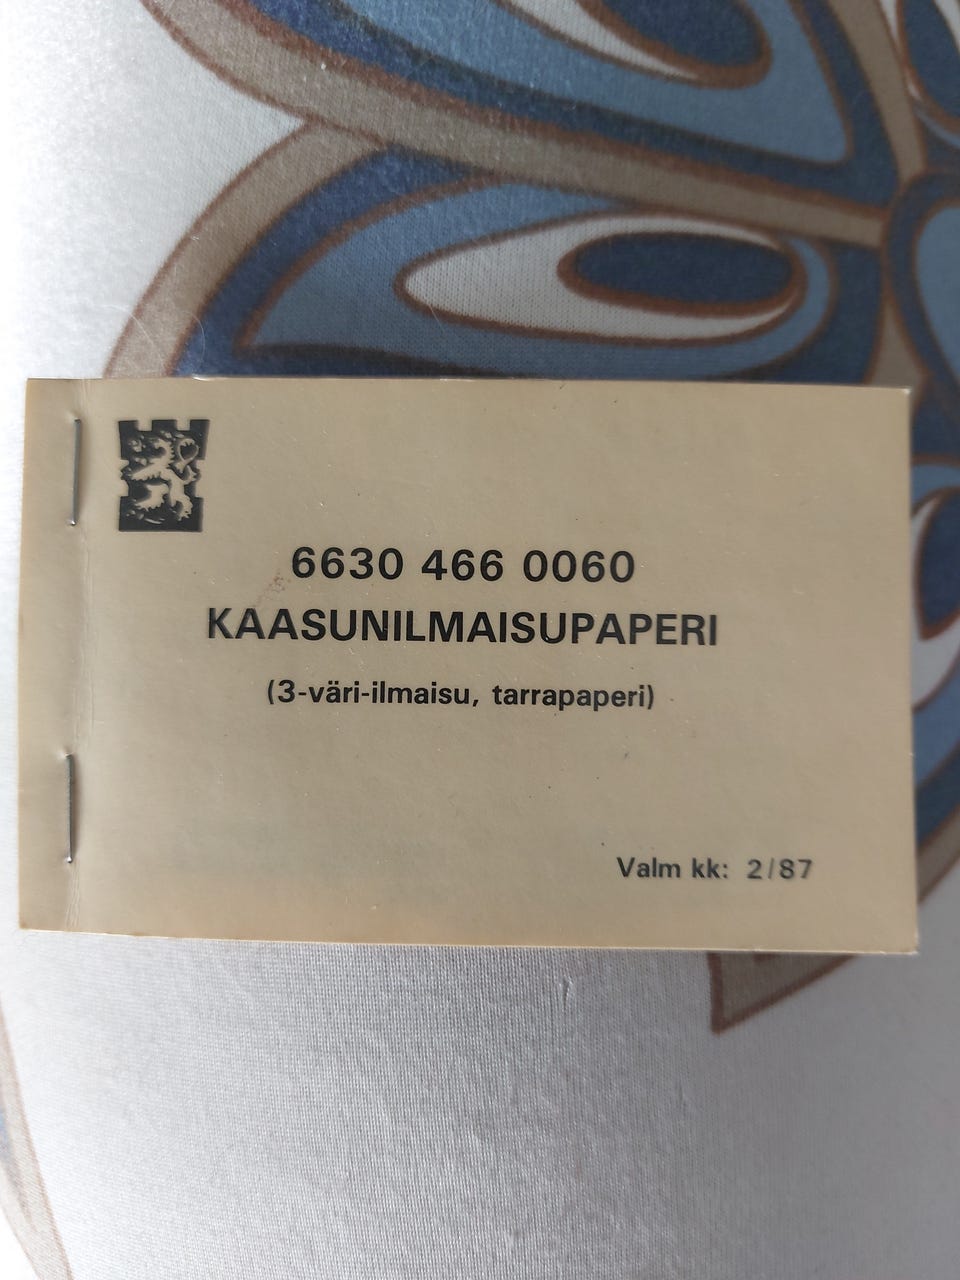 6630 466 0060
KAASUNILMAISUPAPERI
(3-väri-ilmaisu, tarrapaperi)
Valm kk: 2/87